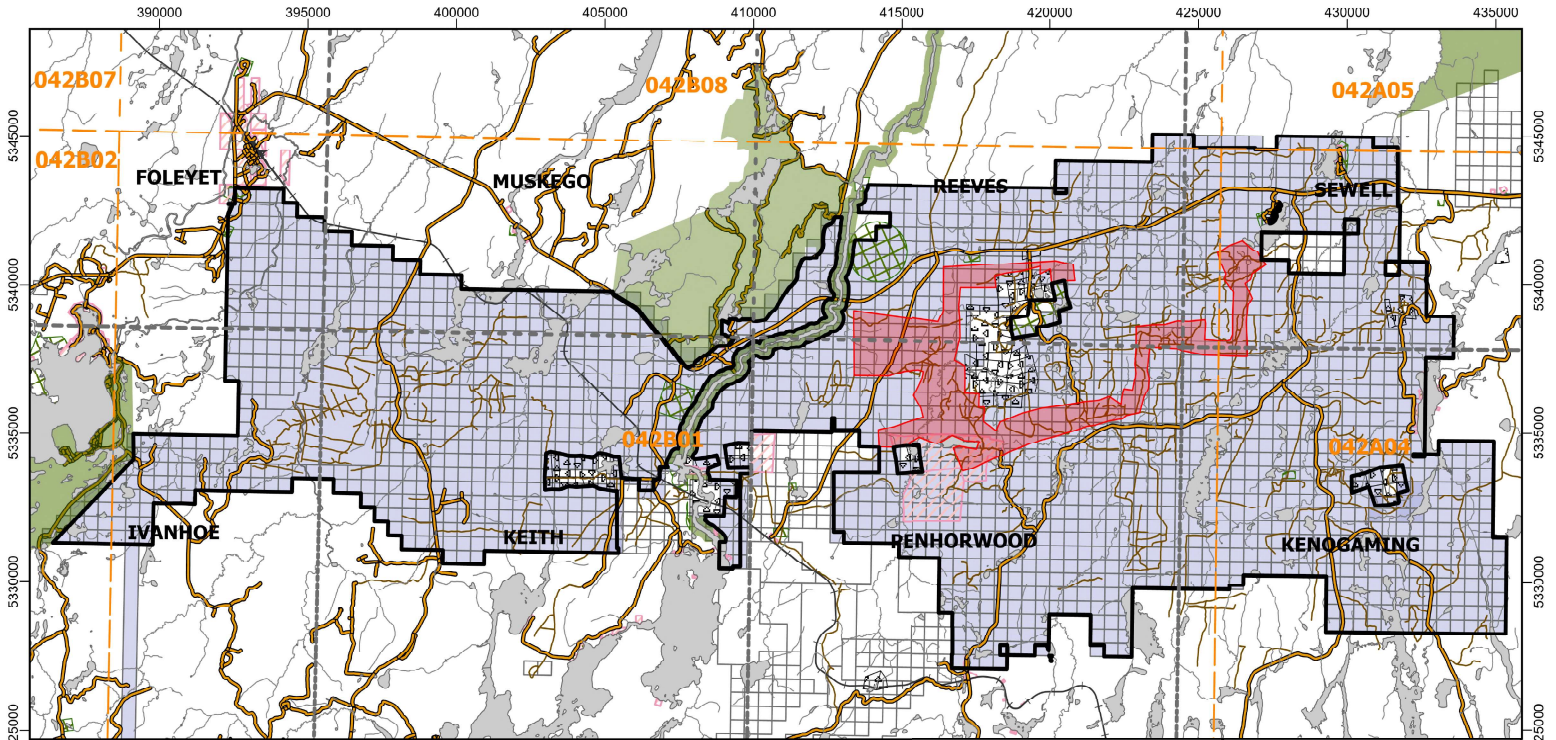 390000 395000 400000 405000 410000 415000 420000 425000 430000 435000
042B07 042B08 042A05
5345000 5345000
042B02
FOLEYET MUSKEGO REEVES SEWELL
5340000 5340000
5335000 5335000
042B01 042A04
IVANHOE KEITH PENHORWOOD KENOGAMING
5330000 5330000
25000 25000